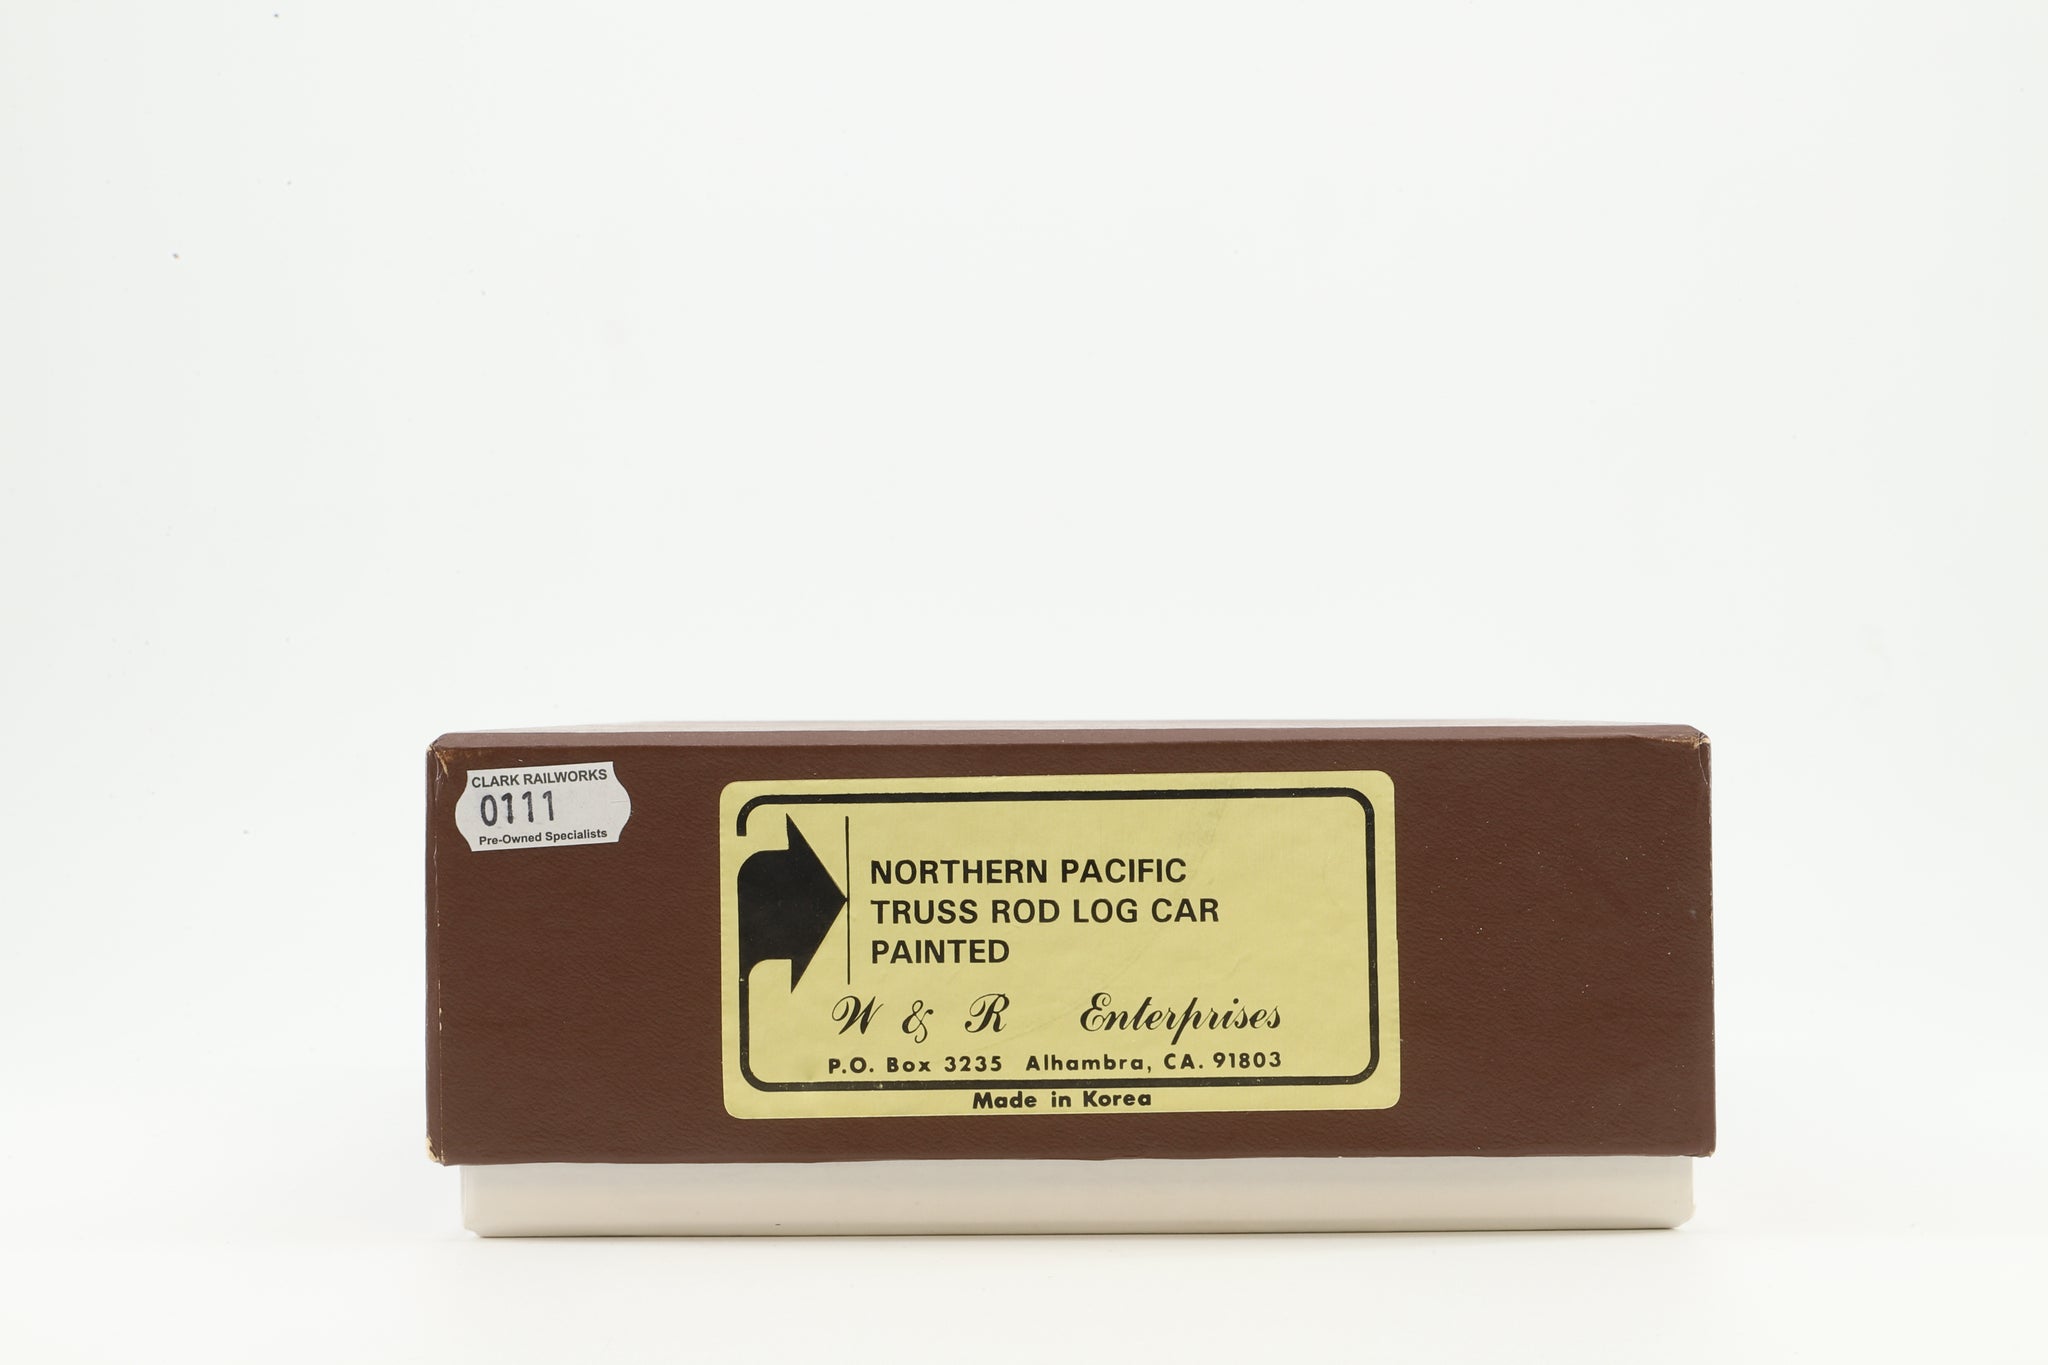 CLARK RAILWORKS
0111
Pre-Owned Specialists
NORTHERN PACIFIC
TRUSS ROD LOG CAR
PAINTED
W & R Enterprises
P.O. Box 3235 Alhambra, CA. 91803
Made in Korea